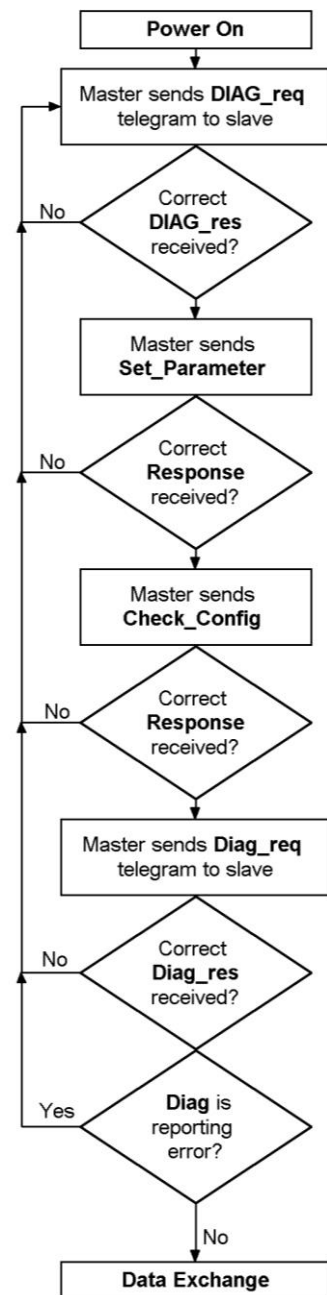 Power On
Master sends DIAG_req
telegram to slave
No
Correct
DIAG_res
received?
Master sends
Set_Parameter
No
Correct
Response
received?
Master sends
Check_Config
No
Correct
Response
received?
Master sends Diag_req
telegram to slave
No
Correct
Diag_res
received?
Yes
Diag is
reporting
error?
No
Data Exchange